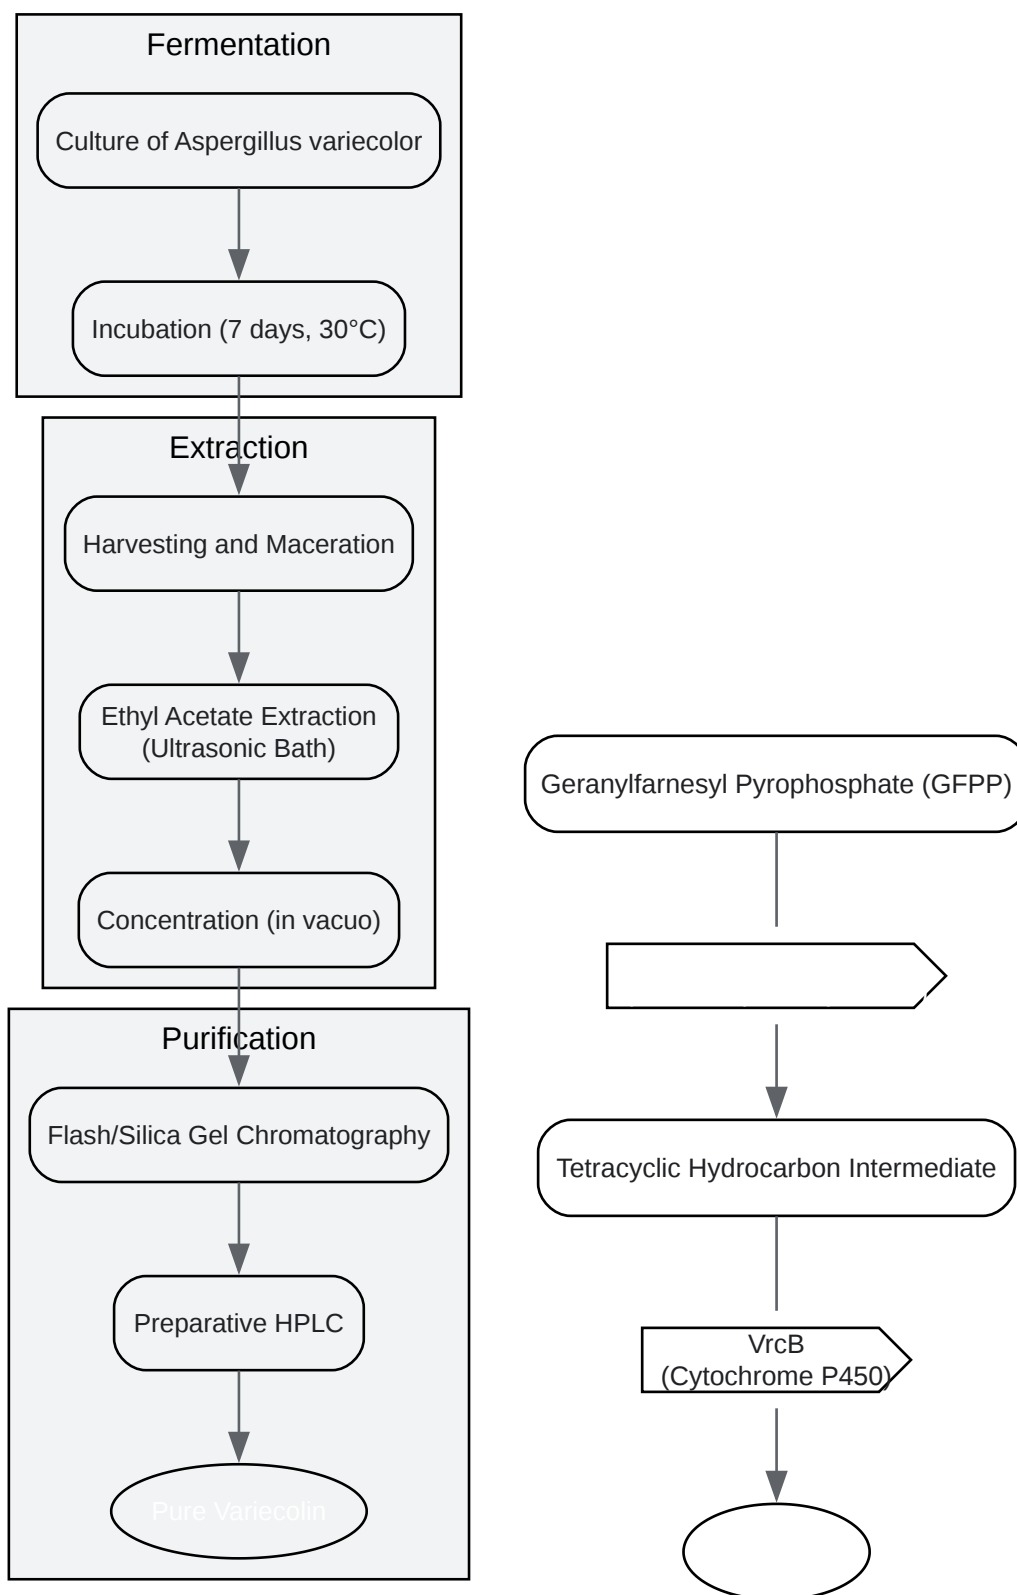 Fermentation
Culture of Aspergillus variecolor
Incubation (7 days, 30°C)
Extraction
Harvesting and Maceration
Ethyl Acetate Extraction
(Ultrasonic Bath)
Concentration (in vacuo)
Purification
Flash/Silica Gel Chromatography
Preparative HPLC
Pure Variecolin
Geranylfarnesyl Pyrophosphate (GFPP)
Tetracyclic Hydrocarbon Intermediate
VrcB
(Cytochrome P450)